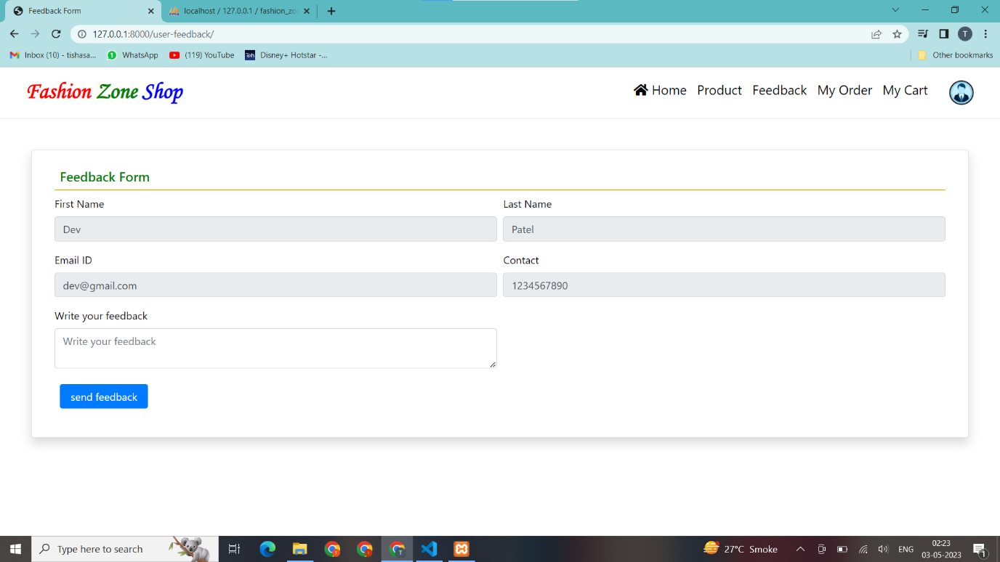 Feedback Form
localhost / 127.0.0.1 / fashion_zo
127.0.0.1:8000/user-feedback/
T
Inbox (10) - tishasa...
WhatsApp
(119) YouTube
Disney+ Hotstar -...
Other bookmarks
Fashion Zone Shop
Home
Product
Feedback
My Order
My Cart
Feedback Form
First Name
Last Name
Dev
Patel
Email ID
Contact
dev@gmail.com
1234567890
Write your feedback
Write your feedback
send feedback
Type here to search
27°C Smoke
ENG
02:23
03-05-2023
1